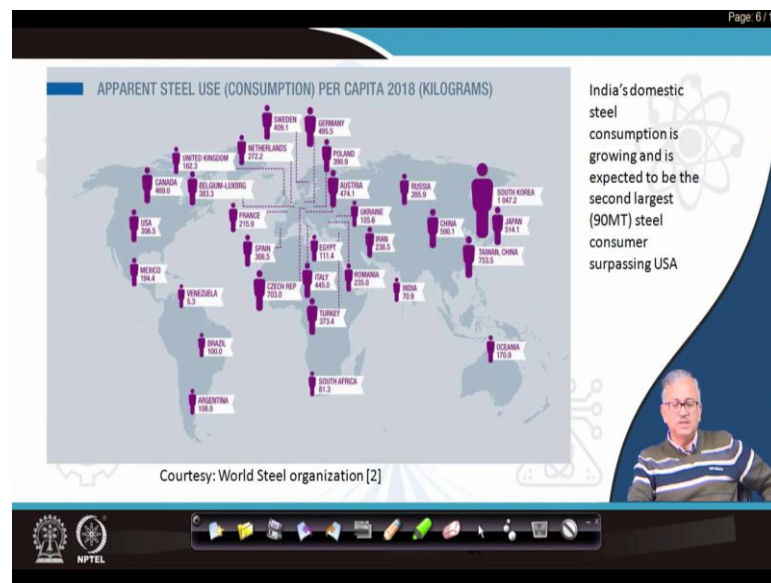 Page: 6 / 1
APPARENT STEEL USE (CONSUMPTION) PER CAPITA 2018 (KILOGRAMS)
SWEDEN
409.1
GERMANY
495.5
NETHERLANDS
272.2
POLAND
390.9
UNITED KINGDOM
162.3
CANADA
469.0
BELGIUM-LUXBRG
383.3
AUSTRIA
474.1
RUSSIA
285.9
SOUTH KOREA
1 047.2
USA
306.5
FRANCE
215.9
UKRAINE
105.6
CHINA
590.1
JAPAN
514.1
SPAIN
308.5
EGYPT
111.4
IRAN
238.5
TAIWAN, CHINA
753.5
MEXICO
194.4
CZECH REP
703.0
ITALY
445.0
ROMANIA
235.0
INDIA
70.9
VENEZUELA
5.3
TURKEY
373.4
BRAZIL
100.0
OCEANIA
170.9
SOUTH AFRICA
81.3
ARGENTINA
108.0
India's domestic
steel
consumption is
growing and is
expected to be the
second largest
(90MT) steel
consumer
surpassing USA
Courtesy: World Steel organization [2]
NPTEL